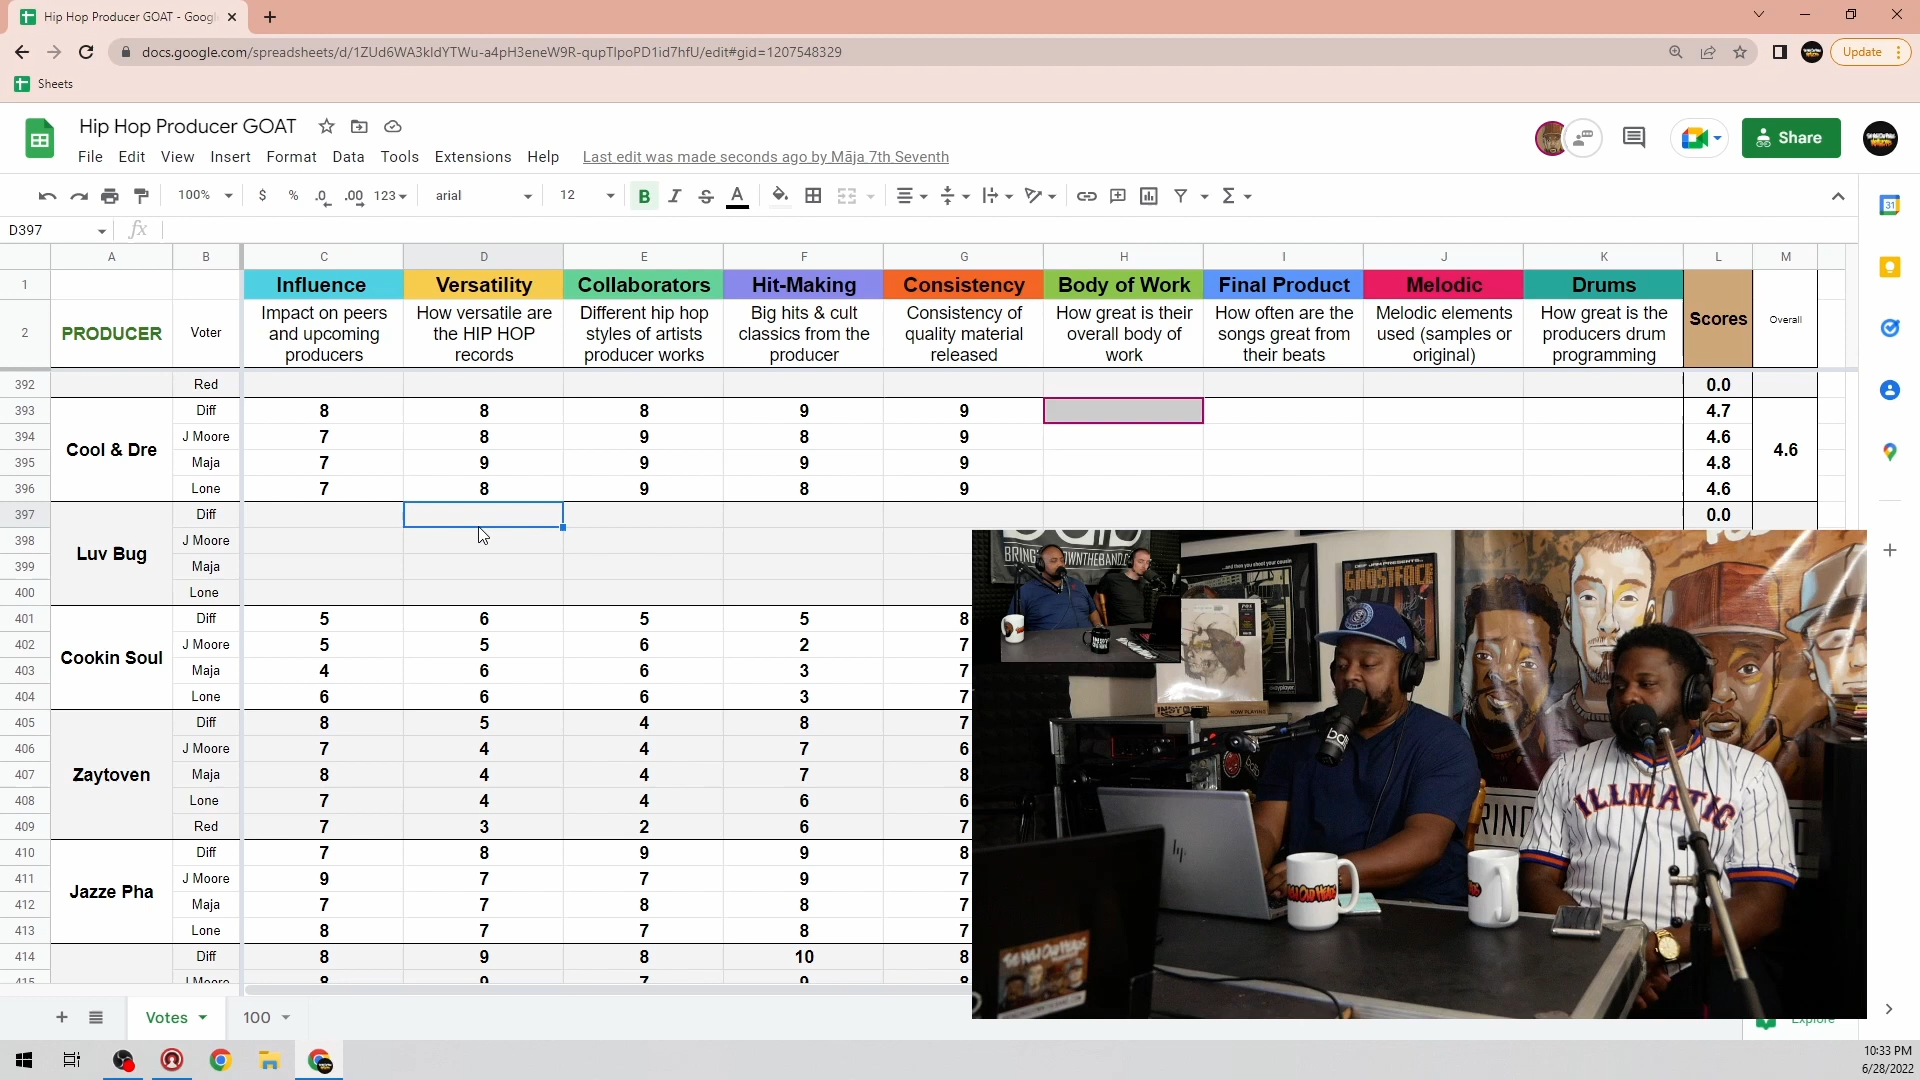 Hip Hop Producer GOAT - Googl
docs.google.com/spreadsheets/d/1ZUd6WA3kIdYTWu-a4pH3eneW9R-qupTIpoPD1id7hfU/edit#gid=1207548329
Update
Sheets
Hip Hop Producer GOAT
File Edit View Insert Format Data Tools Extensions Help Last edit was made seconds ago by Māja 7th Seventh
Share
100% $ % .0 .00 123 arial 12 B I S A
31
D397 fx
A B C D E F G H I J K L M
1 Influence Versatility Collaborators Hit-Making Consistency Body of Work Final Product Melodic Drums
2 PRODUCER Voter Impact on peers and upcoming producers How versatile are the HIP HOP records Different hip hop styles of artists producer works Big hits & cult classics from the producer Consistency of quality material released How great is their overall body of work How often are the songs great from their beats Melodic elements used (samples or original) How great is the producers drum programming Scores Overall
392 Red 0.0
393 Diff 8 8 8 9 9 4.7
394 J Moore 7 8 9 8 9 4.6
Cool & Dre 4.6
395 Maja 7 9 9 9 9 4.8
396 Lone 7 8 9 8 9 4.6
397 Diff 0.0
398 J Moore
Luv Bug
399 Maja
400 Lone
401 Diff 5 6 5 5 8
402 J Moore 5 5 6 2 7
Cookin Soul
403 Maja 4 6 6 3 7
404 Lone 6 6 6 3 7
405 Diff 8 5 4 8 7
406 J Moore 7 4 4 7 6
407 Zaytoven Maja 8 4 4 7 8
408 Lone 7 4 4 6 6
409 Red 7 3 2 6 7
410 Diff 7 8 9 9 8
411 J Moore 9 7 7 9 7
Jazze Pha
412 Maja 7 7 8 8 7
413 Lone 8 7 7 8 7
414 Diff 8 9 8 10 8
415 J Moore 8 9 7 9 8
GHOSTFACE
ILLMATIC
hp
Votes 100
Explore
10:33 PM
6/28/2022